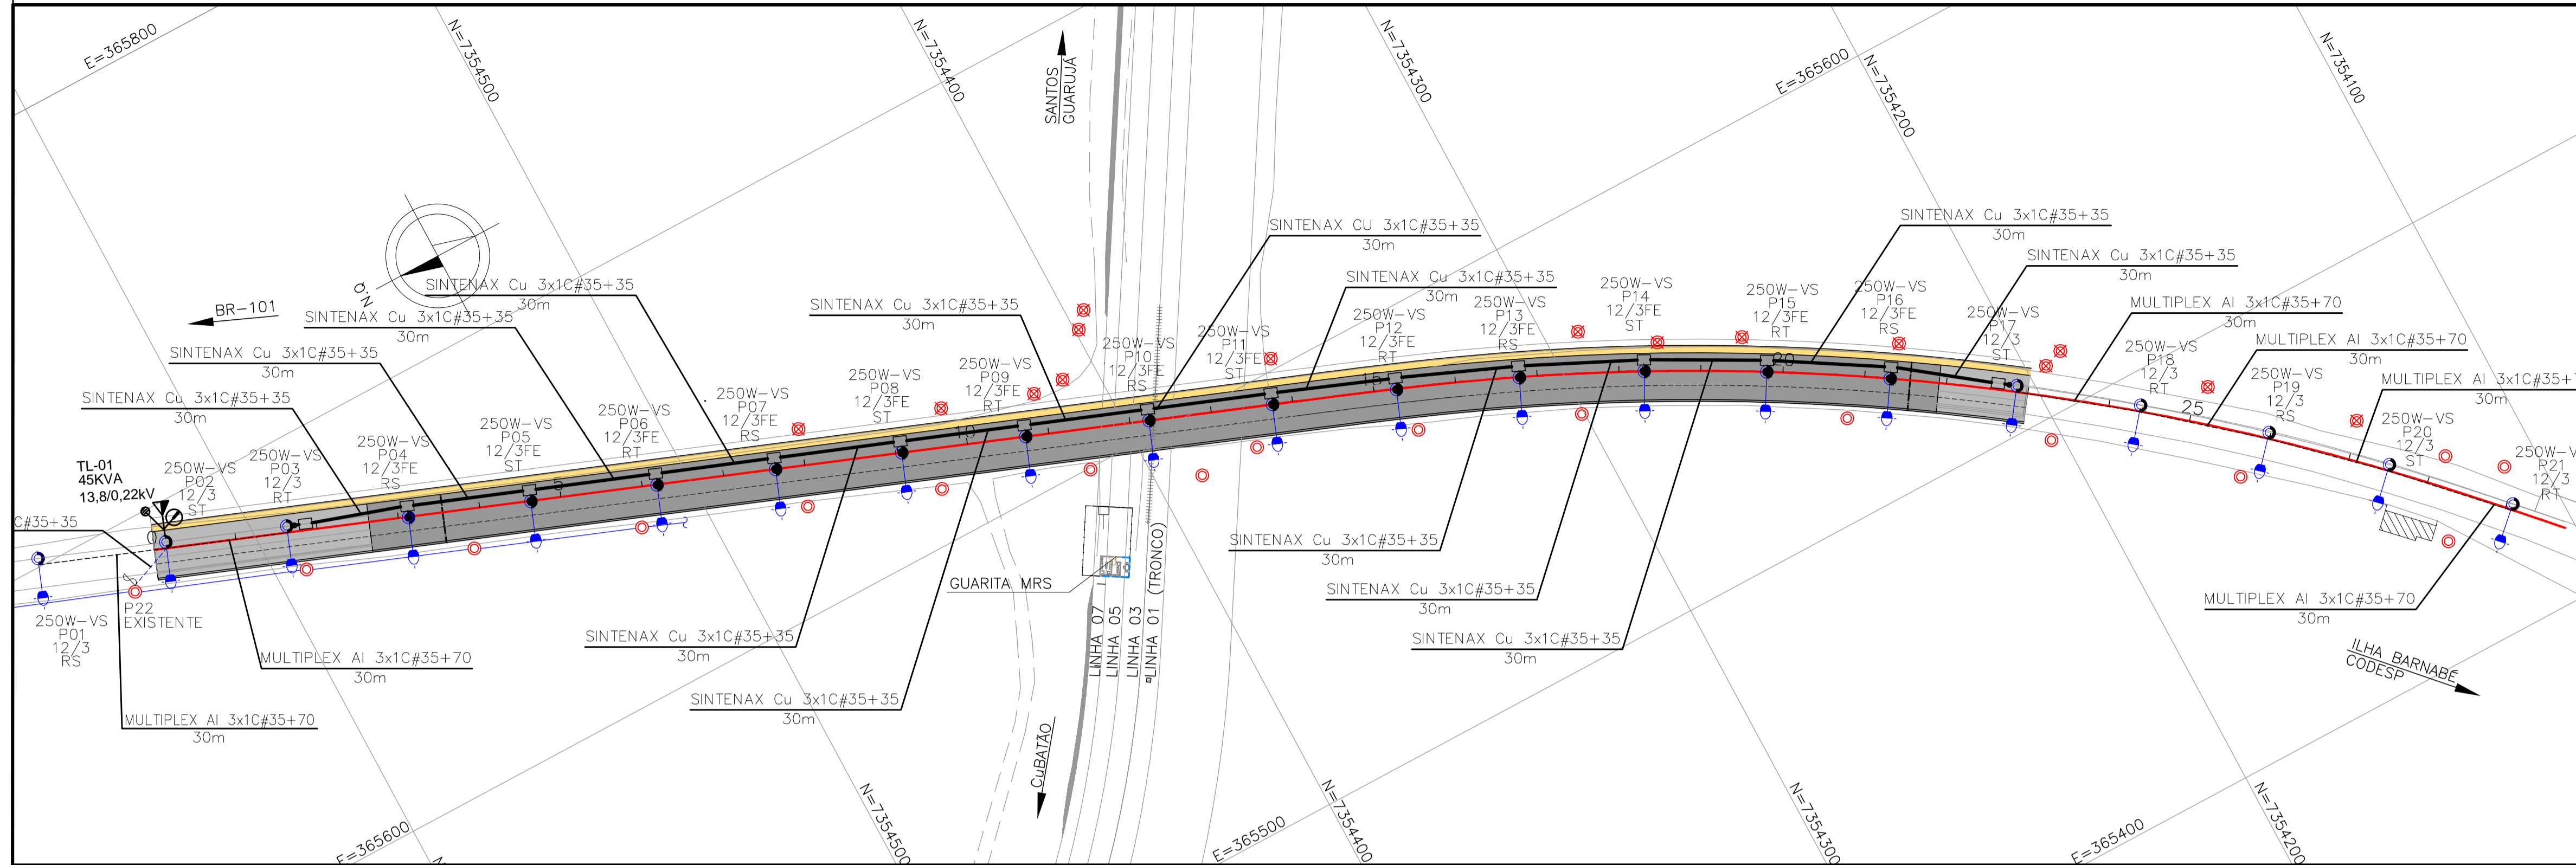 E=365800
N=7354500
N=7354400
N=7354300
E=365600
N=7354200
N=7354100
SANTOS
GUARUJÁ
N.Q
BR-101
SINTENAX Cu 3x1C#35+35
30m
SINTENAX Cu 3x1C#35+35
30m
SINTENAX Cu 3x1C#35+35
30m
SINTENAX Cu 3x1C#35+35
30m
SINTENAX Cu 3x1C#35+35
30m
SINTENAX CU 3x1C#35+35
30m
SINTENAX Cu 3x1C#35+35
30m
SINTENAX Cu 3x1C#35+35
30m
SINTENAX Cu 3x1C#35+35
30m
MULTIPLEX Al 3x1C#35+70
30m
MULTIPLEX Al 3x1C#35+70
30m
MULTIPLEX Al 3x1C#35+
30m
TL-01
45KVA
13,8/0,22kV
C#35+35
250W-VS
P01
12/3
RS
250W-VS
P02
12/3
ST
250W-VS
P03
12/3
RT
250W-VS
P04
12/3FE
RS
250W-VS
P05
12/3FE
ST
250W-VS
P06
12/3FE
RT
250W-VS
P07
12/3FE
RS
250W-VS
P08
12/3FE
ST
250W-VS
P09
12/3FE
RT
250W-VS
P10
12/3FE
RS
250W-VS
P11
12/3FE
ST
250W-VS
P12
12/3FE
RT
250W-VS
P13
12/3FE
RS
250W-VS
P14
12/3FE
ST
250W-VS
P15
12/3FE
RT
250W-VS
P16
12/3FE
RS
250W-VS
P17
12/3
ST
250W-VS
P18
12/3
RT
250W-VS
P19
12/3
RS
250W-VS
P20
12/3
ST
250W-V
P21
12/3
RT
0
5
10
15
20
25
P22
EXISTENTE
MULTIPLEX Al 3x1C#35+70
30m
MULTIPLEX Al 3x1C#35+70
30m
SINTENAX Cu 3x1C#35+35
30m
SINTENAX Cu 3x1C#35+35
30m
GUARITA MRS
LINHA 07
LINHA 05
LINHA 03
LINHA 01 (TRONCO)
CuBATÃO
SINTENAX Cu 3x1C#35+35
30m
SINTENAX Cu 3x1C#35+35
30m
SINTENAX Cu 3x1C#35+35
30m
MULTIPLEX Al 3x1C#35+70
30m
ILHA BARNABÉ
CODESP
E=365600
N=7354500
E=365500
N=7354400
N=7354300
E=365400
N=7354200